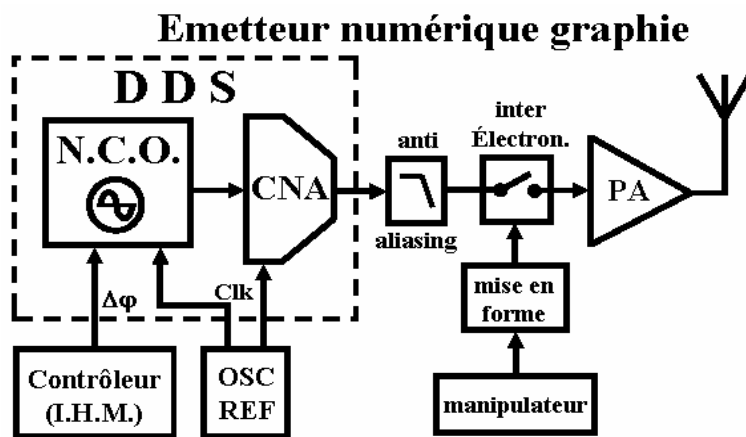 Emetteur numérique graphie
D D S
N.C.O.
CNA
anti
aliasing
inter
Électron.
PA
mise en
forme
manipulateur
Δφ
Clk
Contrôleur
(I.H.M.)
OSC
REF